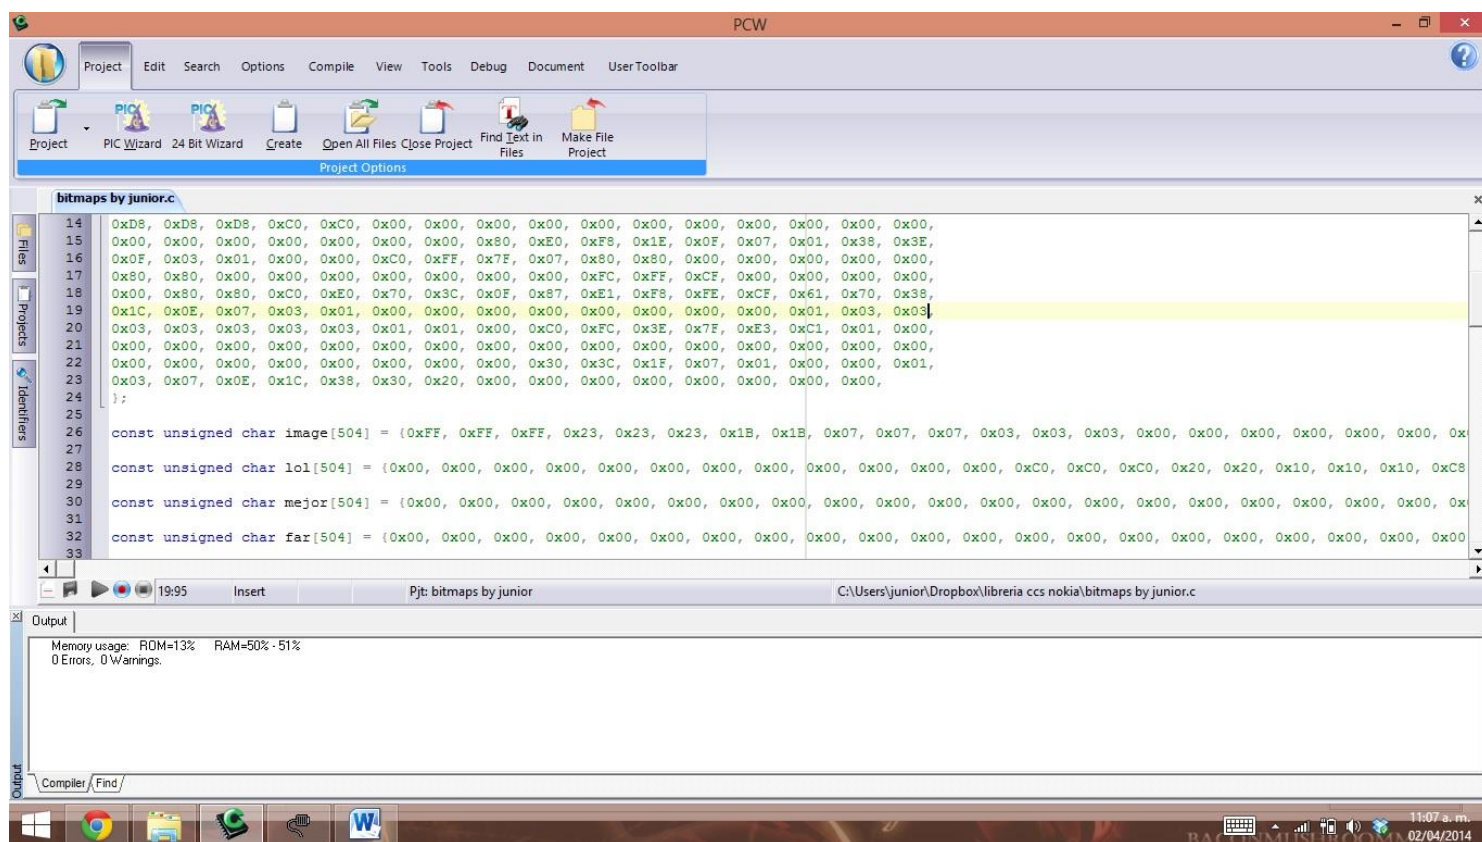 PCW
Project Edit Search Options Compile View Tools Debug Document User Toolbar
Project PIC Wizard 24 Bit Wizard Create Open All Files Close Project Find Text in Files Make File Project
Project Options
bitmaps by junior.c
Files
Projects
Identifiers
14 0xD8, 0xD8, 0xD8, 0xC0, 0xC0, 0x00, 0x00, 0x00, 0x00, 0x00, 0x00, 0x00, 0x00, 0x00, 0x00, 0x00,
15 0x00, 0x00, 0x00, 0x00, 0x00, 0x00, 0x00, 0x80, 0xE0, 0xF8, 0x1E, 0x0F, 0x07, 0x01, 0x38, 0x3E,
16 0x0F, 0x03, 0x01, 0x00, 0x00, 0xC0, 0xFF, 0x7F, 0x07, 0x80, 0x80, 0x00, 0x00, 0x00, 0x00, 0x00,
17 0x80, 0x80, 0x00, 0x00, 0x00, 0x00, 0x00, 0x00, 0x00, 0xFC, 0xFF, 0xCF, 0x00, 0x00, 0x00, 0x00,
18 0x00, 0x80, 0x80, 0xC0, 0xE0, 0x70, 0x3C, 0x0F, 0x87, 0xE1, 0xF8, 0xFE, 0xCF, 0x61, 0x70, 0x38,
19 0x1C, 0x0E, 0x07, 0x03, 0x01, 0x00, 0x00, 0x00, 0x00, 0x00, 0x00, 0x00, 0x00, 0x01, 0x03, 0x03,
20 0x03, 0x03, 0x03, 0x03, 0x03, 0x01, 0x01, 0x00, 0xC0, 0xFC, 0x3E, 0x7F, 0xE3, 0xC1, 0x01, 0x00,
21 0x00, 0x00, 0x00, 0x00, 0x00, 0x00, 0x00, 0x00, 0x00, 0x00, 0x00, 0x00, 0x00, 0x00, 0x00, 0x00,
22 0x00, 0x00, 0x00, 0x00, 0x00, 0x00, 0x00, 0x00, 0x30, 0x3C, 0x1F, 0x07, 0x01, 0x00, 0x00, 0x01,
23 0x03, 0x07, 0x0E, 0x1C, 0x38, 0x30, 0x20, 0x00, 0x00, 0x00, 0x00, 0x00, 0x00, 0x00, 0x00,
24 };
25
26 const unsigned char image[504] = {0xFF, 0xFF, 0xFF, 0x23, 0x23, 0x23, 0x1B, 0x1B, 0x07, 0x07, 0x07, 0x03, 0x03, 0x03, 0x00, 0x00, 0x00, 0x00, 0x00, 0x00, 0x
27
28 const unsigned char lol[504] = {0x00, 0x00, 0x00, 0x00, 0x00, 0x00, 0x00, 0x00, 0x00, 0x00, 0x00, 0x00, 0xC0, 0xC0, 0xC0, 0x20, 0x20, 0x10, 0x10, 0x10, 0xC8
29
30 const unsigned char mejor[504] = {0x00, 0x00, 0x00, 0x00, 0x00, 0x00, 0x00, 0x00, 0x00, 0x00, 0x00, 0x00, 0x00, 0x00, 0x00, 0x00, 0x00, 0x00, 0x00, 0x00, 0x
31
32 const unsigned char far[504] = {0x00, 0x00, 0x00, 0x00, 0x00, 0x00, 0x00, 0x00, 0x00, 0x00, 0x00, 0x00, 0x00, 0x00, 0x00, 0x00, 0x00, 0x00, 0x00, 0x00, 0x00
33
19:95 Insert Pjt: bitmaps by junior C:\Users\junior\Dropbox\libreria ccs nokia\bitmaps by junior.c
Output
Memory usage: ROM=13% RAM=50% - 51%
0 Errors, 0 Warnings.
Output
Compiler Find
11:07 a. m.
02/04/2014